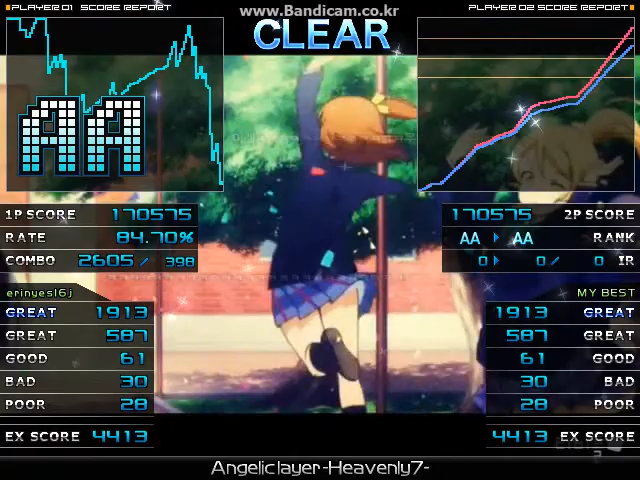 PLAYER 01 SCORE REPORT
www.Bandicam.co.kr
PLAYER 02 SCORE REPORT
CLEAR
AA
1P SCORE 170575
170575 2P SCORE
RATE 84.70%
AA ▶ AA RANK
COMBO 2605 / 398
0 ▶ 0 / 0 IR
erinyes16j
MY BEST
GREAT 1913
1913 GREAT
GREAT 587
587 GREAT
GOOD 61
61 GOOD
BAD 30
30 BAD
POOR 28
28 POOR
EX SCORE 4413
4413 EX SCORE
Angelic layer -Heavenly7-